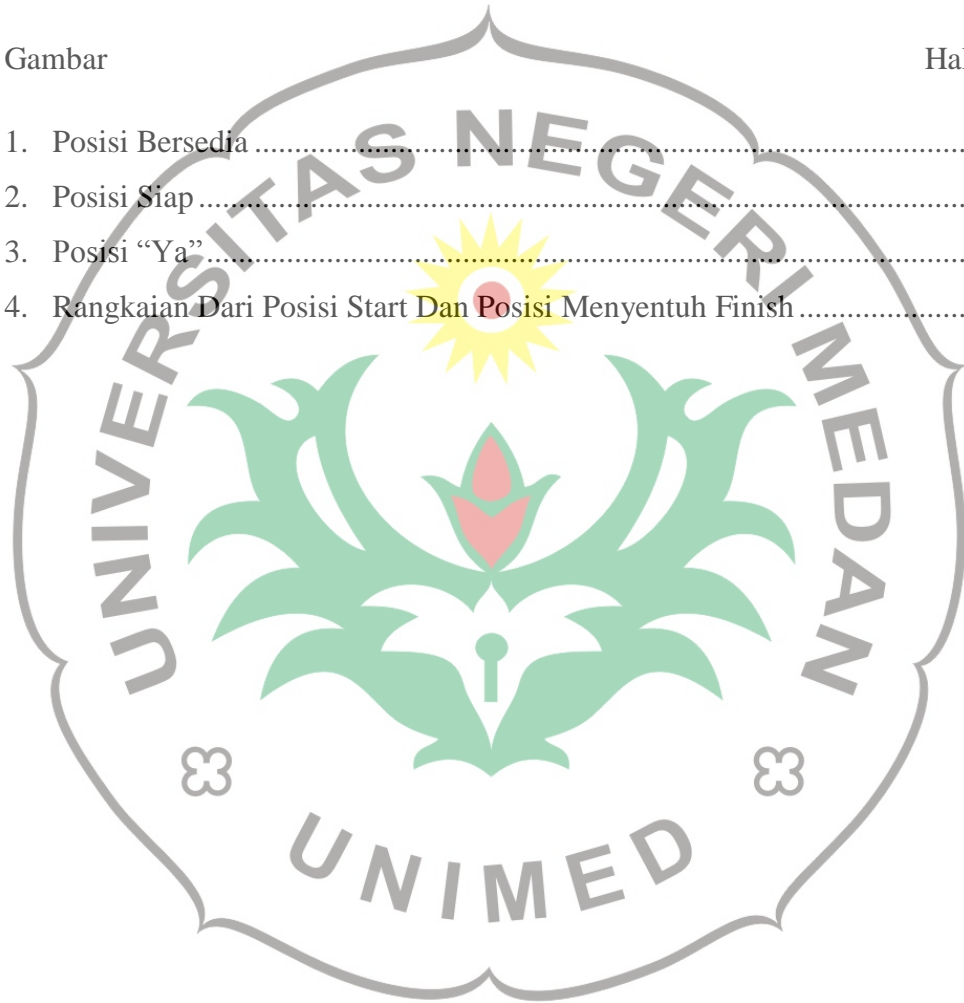 Gambar Hal
1. Posisi Bersedia ....................................................................................
2. Posisi Siap ....................................................................................
3. Posisi “Ya” ....................................................................................
4. Rangkaian Dari Posisi Start Dan Posisi Menyentuh Finish .....................
UNIVERSITAS NEGERI MEDAN
UNIMED